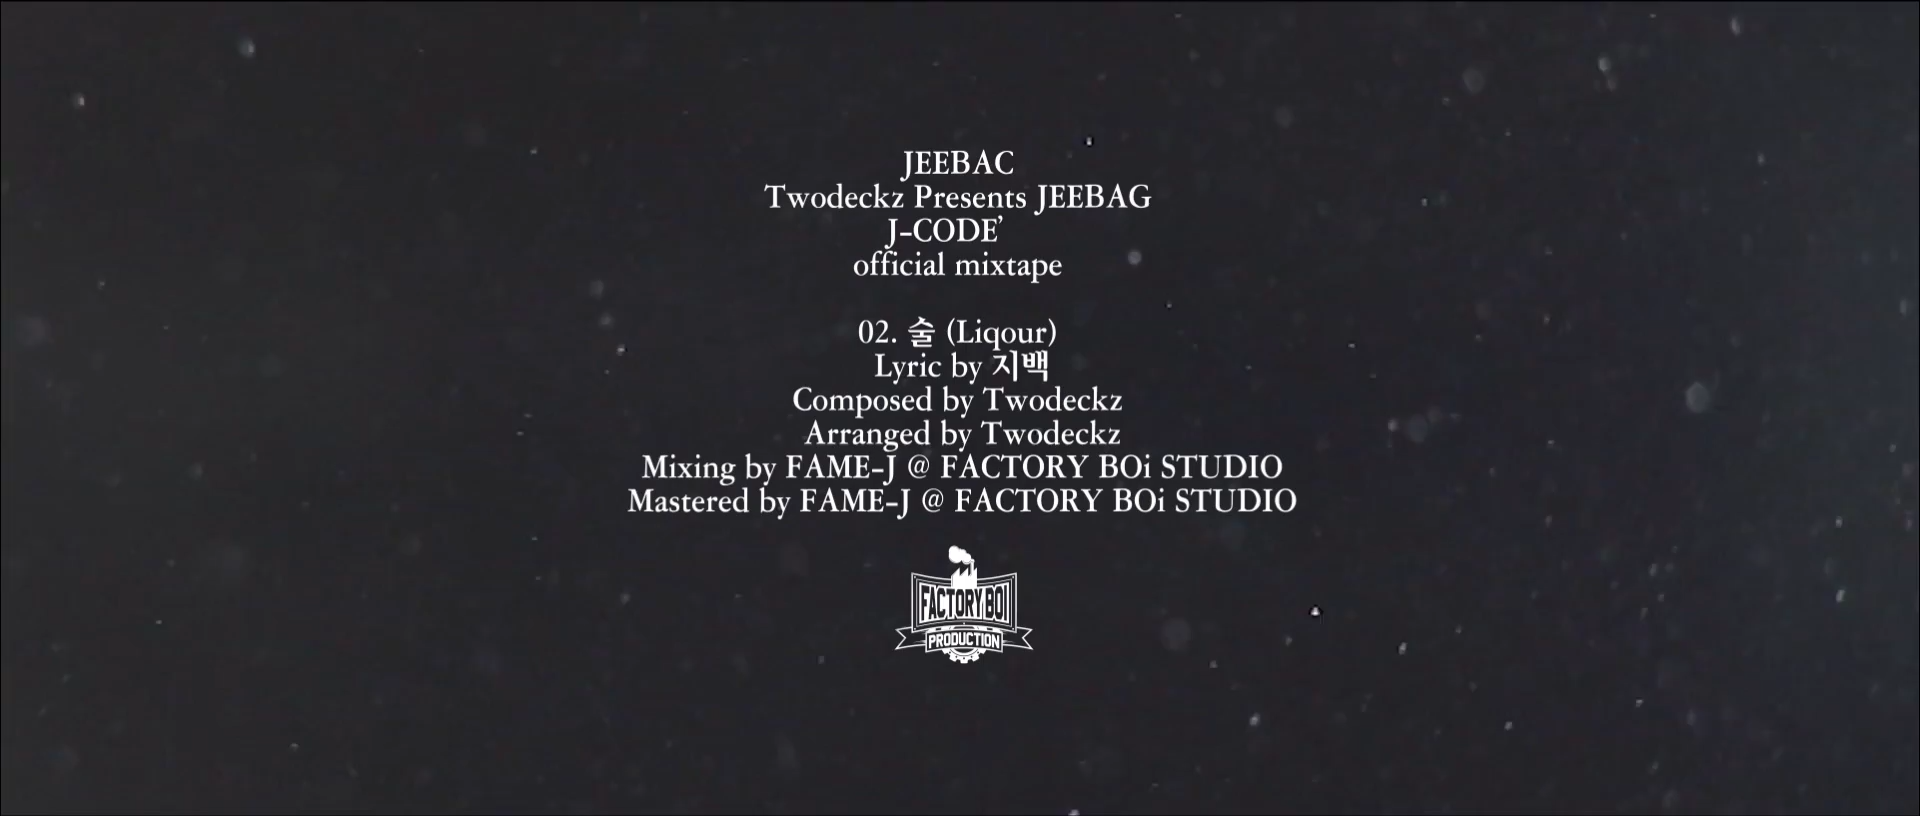 JEEBAC
Twodeckz Presents JEEBAG
J-CODE'
official mixtape
02. 술 (Liqour)
Lyric by 지백
Composed by Twodeckz
Arranged by Twodeckz
Mixing by FAME-J @ FACTORY BOi STUDIO
Mastered by FAME-J @ FACTORY BOi STUDIO
FACTORY BOI
PRODUCTION